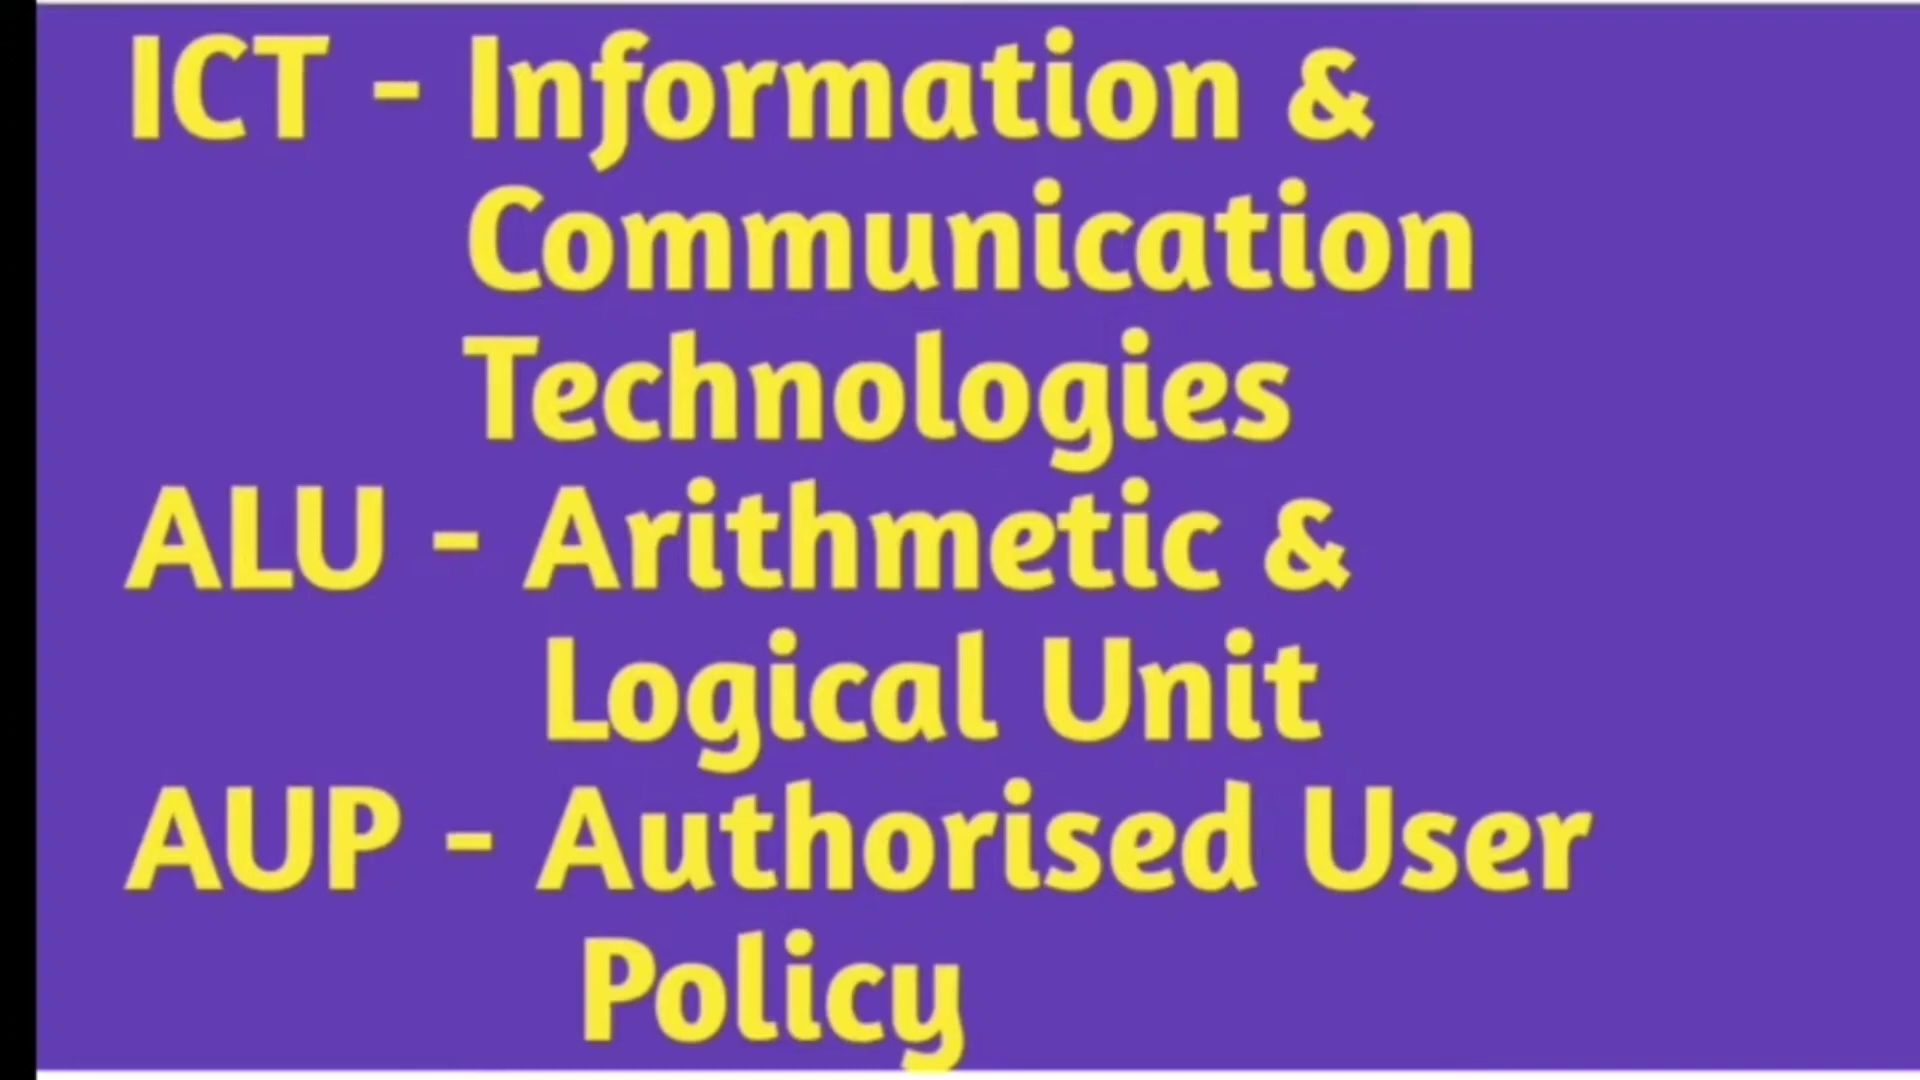 ICT - Information &
Communication
Technologies
ALU - Arithmetic &
Logical Unit
AUP - Authorised User
Policy